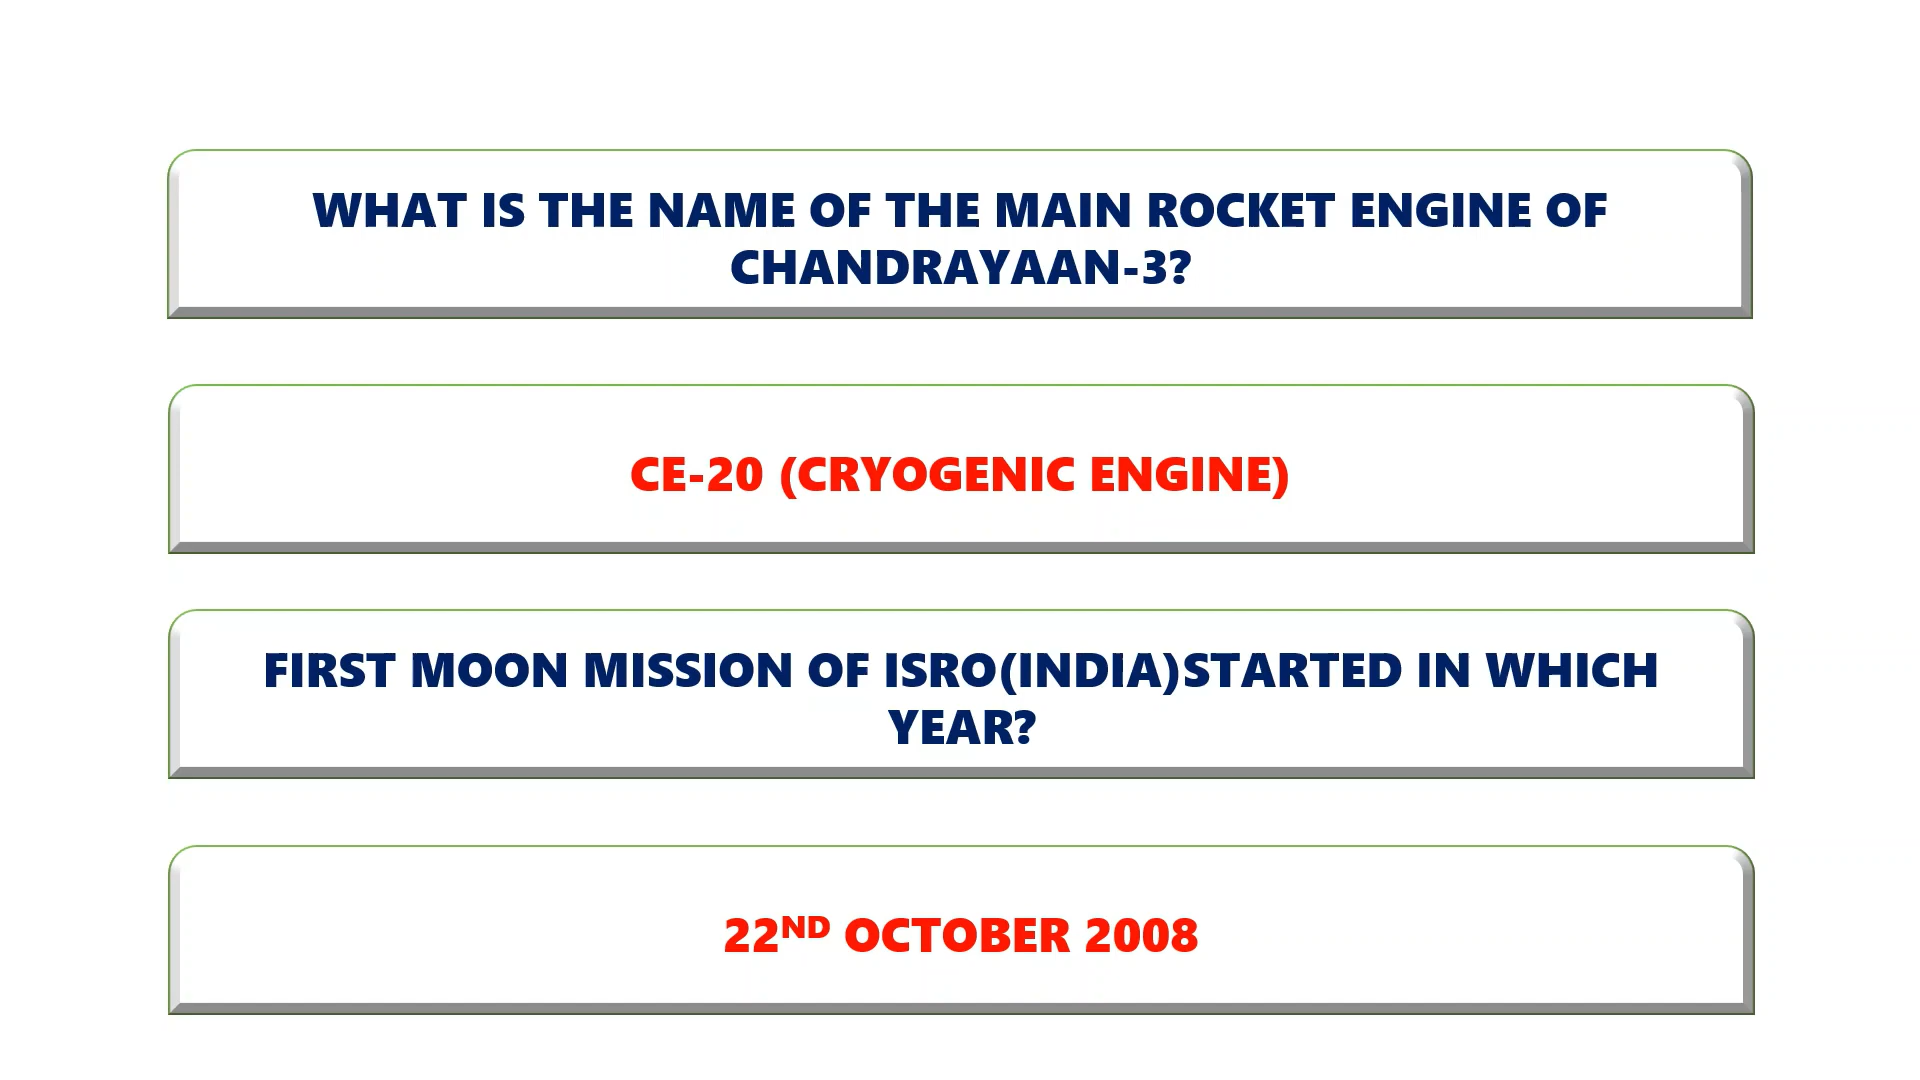 WHAT IS THE NAME OF THE MAIN ROCKET ENGINE OF
CHANDRAYAAN-3?
CE-20 (CRYOGENIC ENGINE)
FIRST MOON MISSION OF ISRO(INDIA)STARTED IN WHICH
YEAR?
22ND OCTOBER 2008